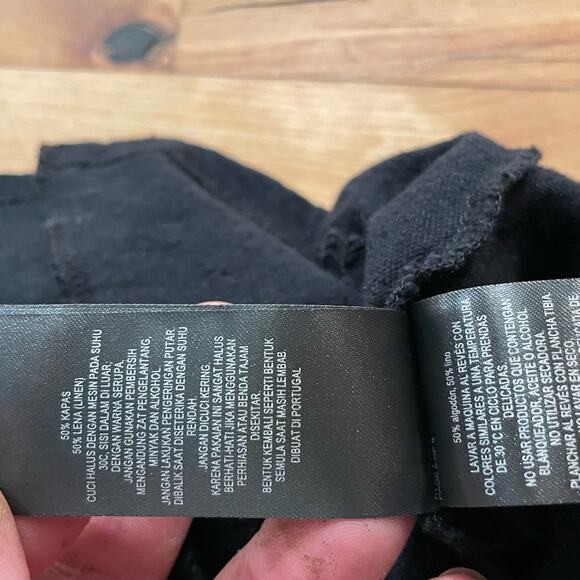 50% KAPAS
50% LENA (LINEN)
CUCI HALUS DENGAN MESIN PADA SUHU
30C, SISI DALAM DI LUAR,
DENGAN WARNA SERUPA.
JANGAN GUNAKAN PEMBERSIH
MENGANDUNG ATAU PENGELANTANG,
MINYAK DAN ALKOHOL.
JANGAN LAKUKAN PENGERINGAN PUTAR.
DIBALIK SAAT DISETERIKA DENGAN SUHU
RENDAH.
JANGAN DICUCI KERING.
KARENA PAKAIAN INI SANGAT HALUS
BERHATI-HATI JIKA MENGGUNAKAN
PERHIASAN ATAU BENDA TAJAM
DISEKITAR.
BENTUK KEMBALI SEPERTI BENTUK
SEMULA SAAT MASIH LEMBAB.
DIBUAT DI PORTUGAL
50% algodón, 50% lino
LAVAR A MAQUINA AL REVÉS CON
COLORES SIMILARES A TEMPERATURA
DE 30°C EN CICLO PARA PRENDAS
DELICADAS.
NO USAR PRODUCTOS QUE CONTENGAN
BLANQUEADOR, ACEITE O ALCOHOL
NO UTILIZAR SECADORA.
PLANCHAR AL REVÉS CON PLANCHA TIBIA
EN SECO.